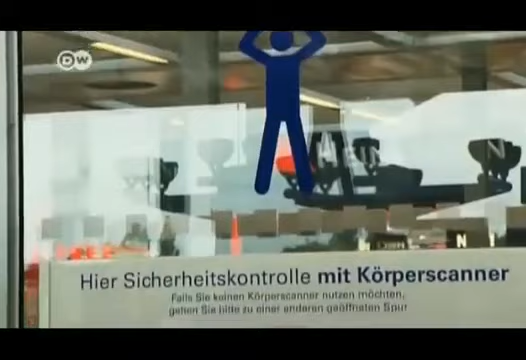 DW
Hier Sicherheitskontrolle mit Körperscanner
Falls Sie keinen Körperscanner nutzen möchten,
gehen Sie bitte zu einer anderen geöffneten Spur